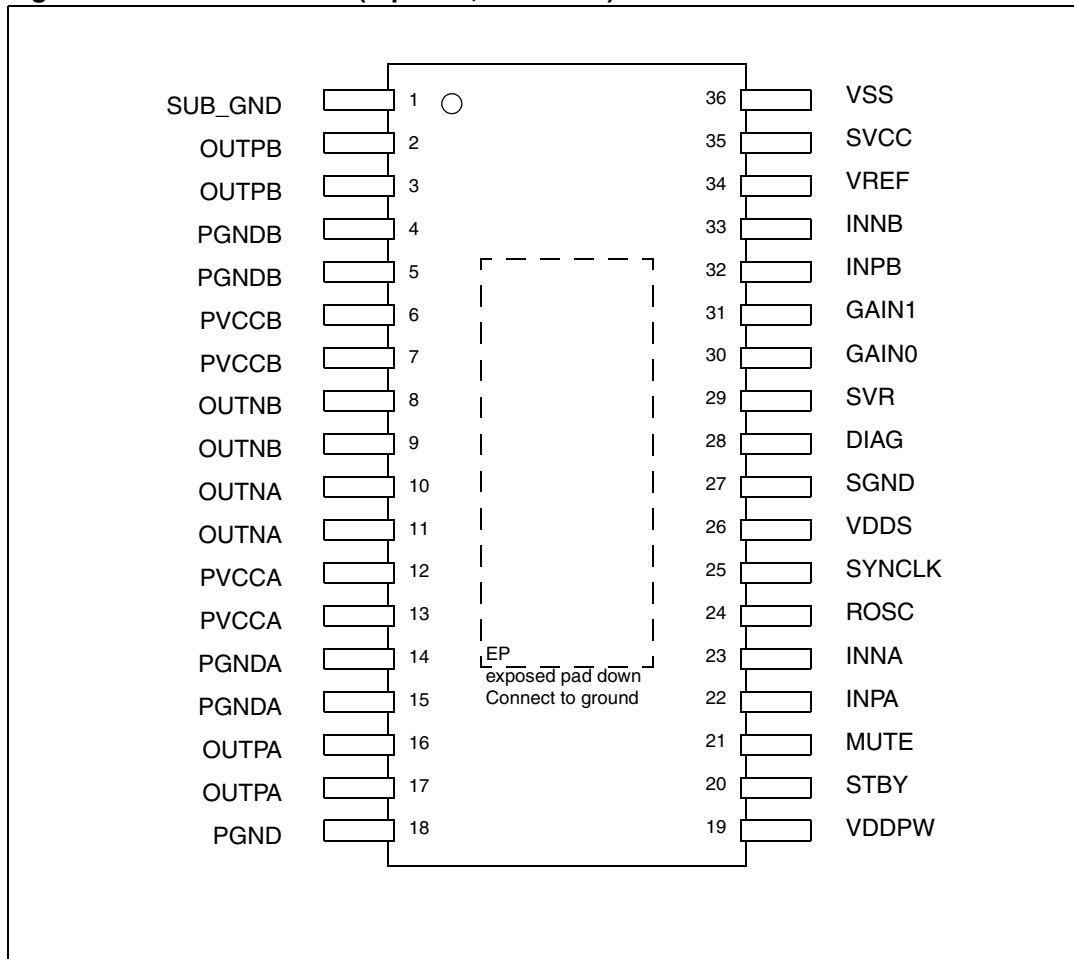 SUB_GND 1 36 VSS
OUTPB 2 35 SVCC
OUTPB 3 34 VREF
PGNDB 4 33 INNB
PGNDB 5 32 INPB
PVCCB 6 31 GAIN1
PVCCB 7 30 GAIN0
OUTNB 8 29 SVR
OUTNB 9 28 DIAG
OUTNA 10 27 SGND
OUTNA 11 26 VDDS
PVCCA 12 25 SYNCLK
PVCCA 13 24 ROSC
PGNDA 14 23 INNA
PGNDA 15 22 INPA
OUTPA 16 21 MUTE
OUTPA 17 20 STBY
PGND 18 19 VDDPW
EP
exposed pad down
Connect to ground